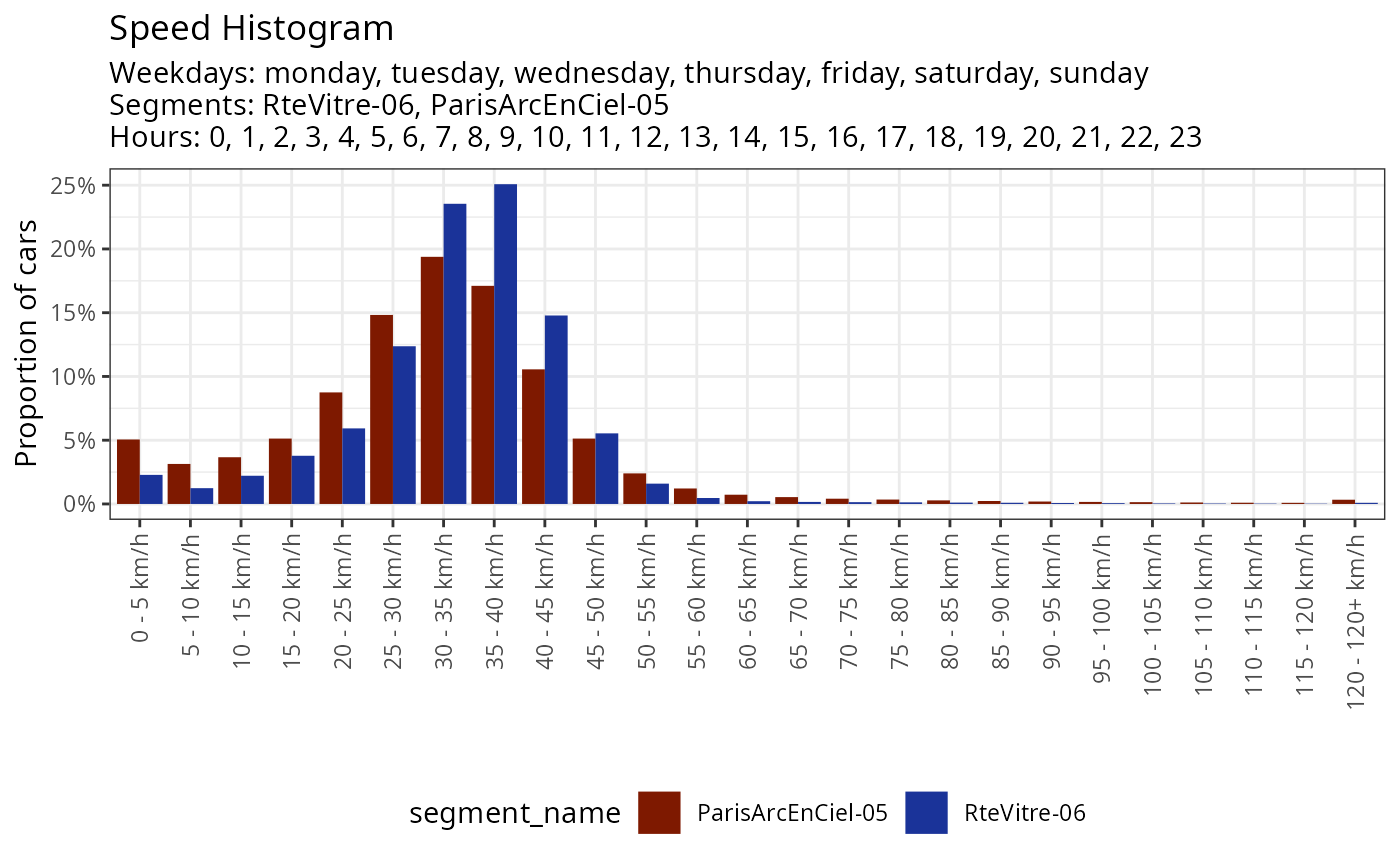 Speed Histogram
Weekdays: monday, tuesday, wednesday, thursday, friday, saturday, sunday
Segments: RteVitre-06, ParisArcEnCiel-05
Hours: 0, 1, 2, 3, 4, 5, 6, 7, 8, 9, 10, 11, 12, 13, 14, 15, 16, 17, 18, 19, 20, 21, 22, 23
Proportion of cars
25%
20%
15%
10%
5%
0%
0 - 5 km/h
5 - 10 km/h
10 - 15 km/h
15 - 20 km/h
20 - 25 km/h
25 - 30 km/h
30 - 35 km/h
35 - 40 km/h
40 - 45 km/h
45 - 50 km/h
50 - 55 km/h
55 - 60 km/h
60 - 65 km/h
65 - 70 km/h
70 - 75 km/h
75 - 80 km/h
80 - 85 km/h
85 - 90 km/h
90 - 95 km/h
95 - 100 km/h
100 - 105 km/h
105 - 110 km/h
110 - 115 km/h
115 - 120 km/h
120 - 120+ km/h
segment_name
ParisArcEnCiel-05
RteVitre-06